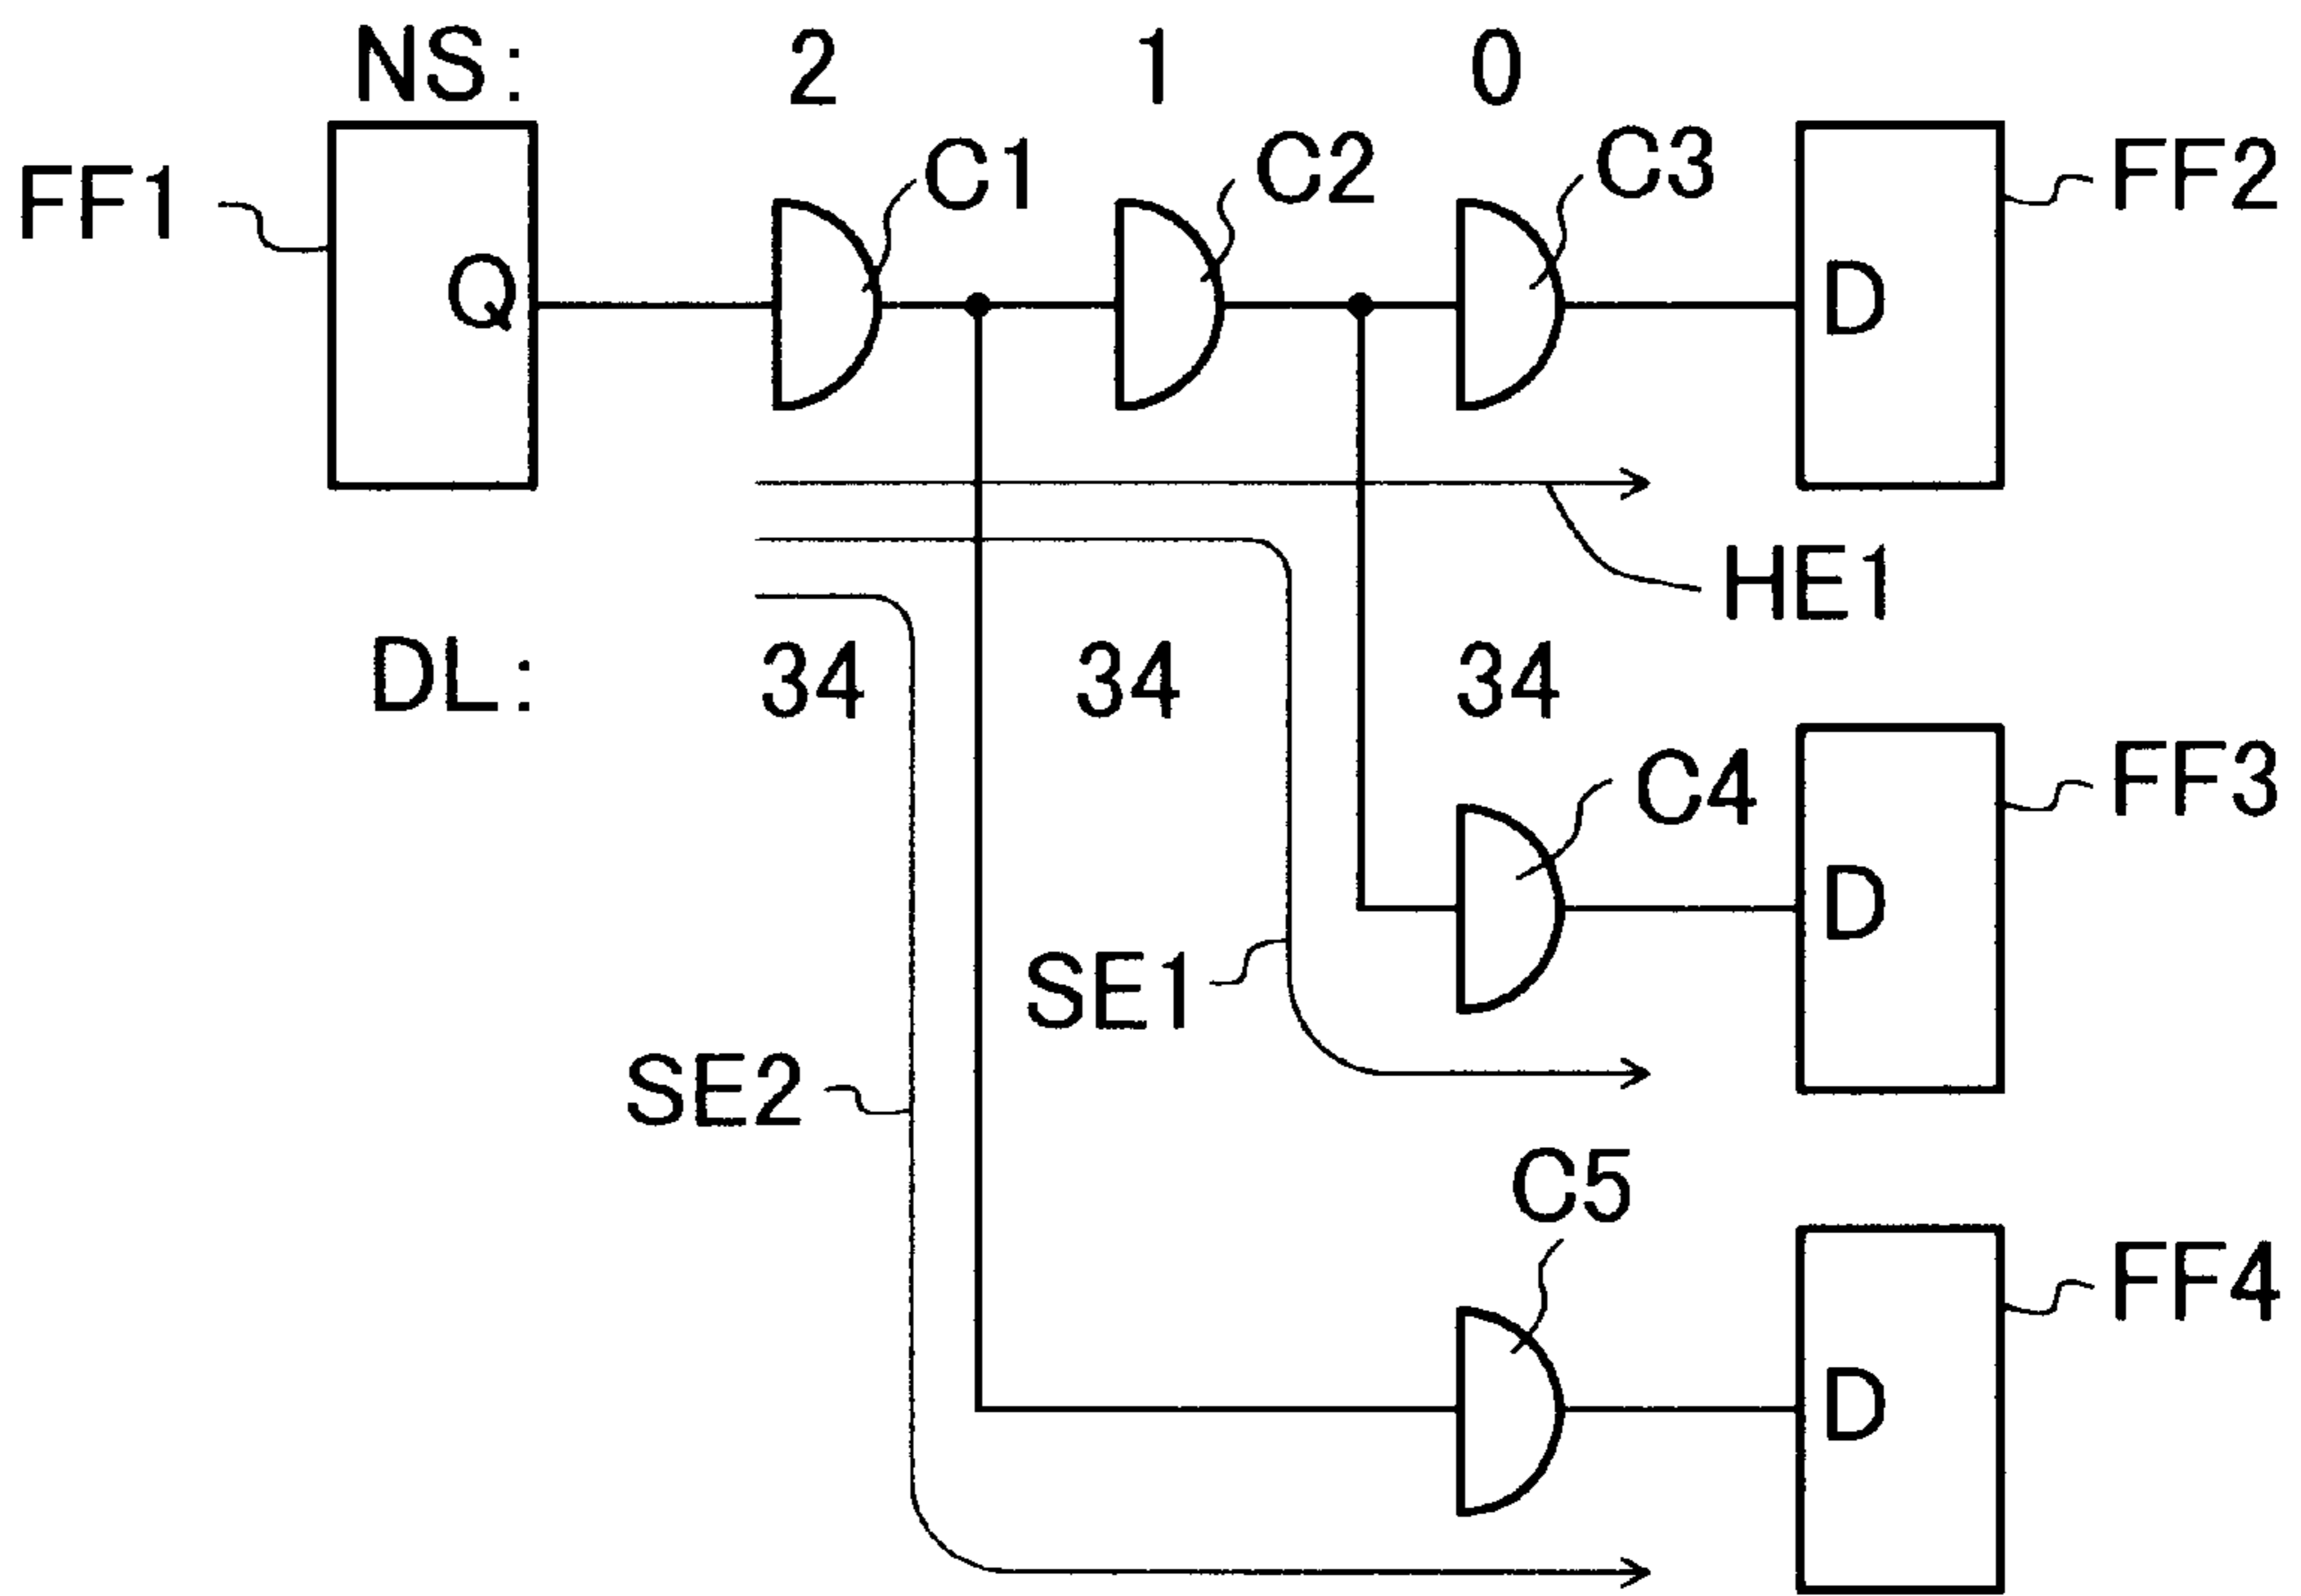 NS: 2 1 0
FF1 C1 C2 C3 FF2
Q D
HE1
DL: 34 34 34
C4 FF3
D
SE1
SE2
C5
FF4
D